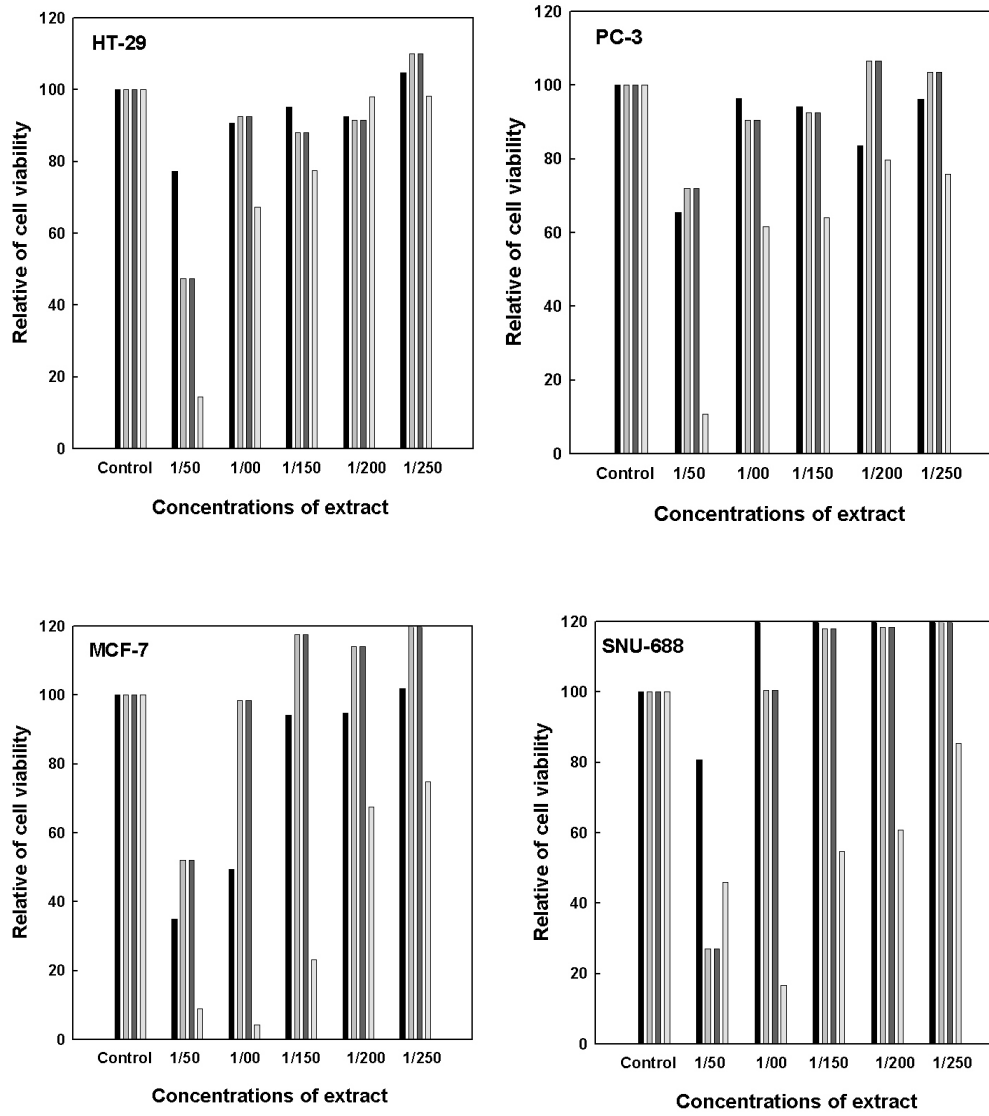 HT-29
Relative of cell viability
120
100
80
60
40
20
0
Control 1/50 1/00 1/150 1/200 1/250
Concentrations of extract
PC-3
Relative of cell viability
120
100
80
60
40
20
0
Control 1/50 1/00 1/150 1/200 1/250
Concentrations of extract
MCF-7
Relative of cell viability
120
100
80
60
40
20
0
Control 1/50 1/00 1/150 1/200 1/250
Concentrations of extract
SNU-688
Relative of cell viability
120
100
80
60
40
20
0
Control 1/50 1/00 1/150 1/200 1/250
Concentrations of extract